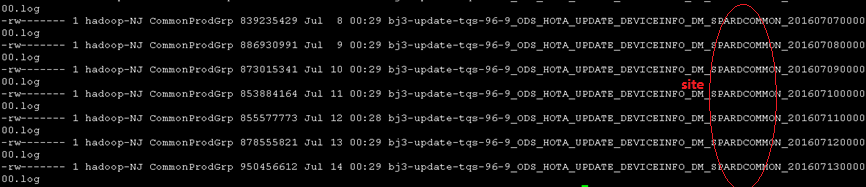 00.log
-rw------- 1 hadoop-NJ CommonProdGrp 839235429 Jul  8 00:29 bj3-update-tqs-96-9_ODS_HOTA_UPDATE_DEVICEINFO_DM_SPARDCOMMON_201607070000
00.log
-rw------- 1 hadoop-NJ CommonProdGrp 886930991 Jul  9 00:29 bj3-update-tqs-96-9_ODS_HOTA_UPDATE_DEVICEINFO_DM_SPARDCOMMON_201607080000
00.log
-rw------- 1 hadoop-NJ CommonProdGrp 873015341 Jul 10 00:29 bj3-update-tqs-96-9_ODS_HOTA_UPDATE_DEVICEINFO_DM_SPARDCOMMON_201607090000
00.log
site
-rw------- 1 hadoop-NJ CommonProdGrp 853884164 Jul 11 00:29 bj3-update-tqs-96-9_ODS_HOTA_UPDATE_DEVICEINFO_DM_SPARDCOMMON_201607100000
00.log
-rw------- 1 hadoop-NJ CommonProdGrp 855577773 Jul 12 00:28 bj3-update-tqs-96-9_ODS_HOTA_UPDATE_DEVICEINFO_DM_SPARDCOMMON_201607110000
00.log
-rw------- 1 hadoop-NJ CommonProdGrp 878555821 Jul 13 00:29 bj3-update-tqs-96-9_ODS_HOTA_UPDATE_DEVICEINFO_DM_SPARDCOMMON_201607120000
00.log
-rw------- 1 hadoop-NJ CommonProdGrp 950456612 Jul 14 00:29 bj3-update-tqs-96-9_ODS_HOTA_UPDATE_DEVICEINFO_DM_SPARDCOMMON_201607130000
00.log